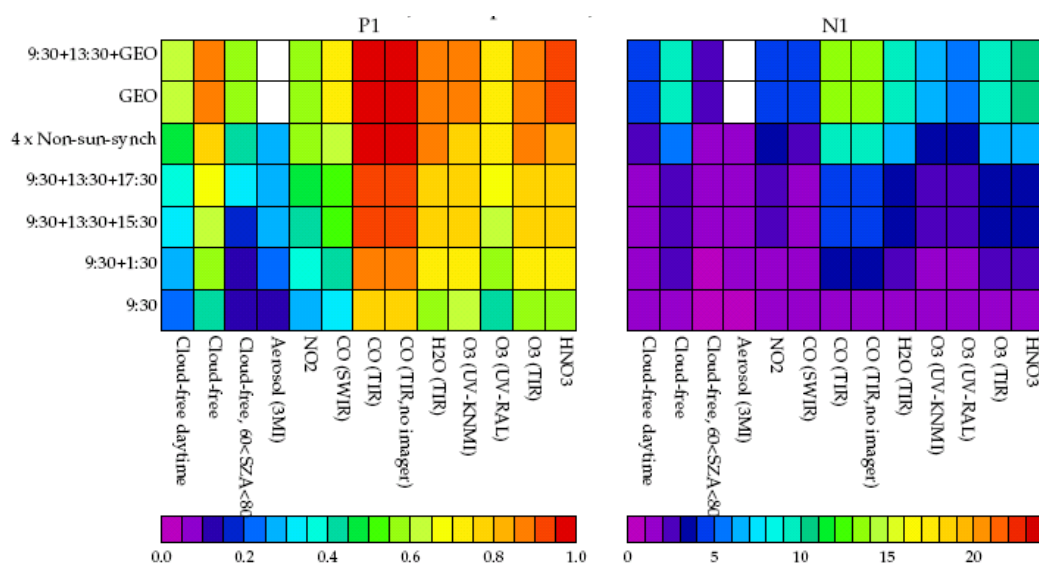 P1
N1
9:30+13:30+GEO
GEO
4 x Non-sun-synch
9:30+13:30+17:30
9:30+13:30+15:30
9:30+1:30
9:30
Cloud-free daytime
Cloud-free
Cloud-free, 60<SZA<80
Aerosol (3MI)
NO2
CO (SWIR)
CO (TIR)
CO (TIR,no imager)
H2O (TIR)
O3 (UV-KNMI)
O3 (UV-RAL)
O3 (TIR)
HNO3
Cloud-free daytime
Cloud-free
Cloud-free, 60<SZA<80
Aerosol (3MI)
NO2
CO (SWIR)
CO (TIR)
CO (TIR,no imager)
H2O (TIR)
O3 (UV-KNMI)
O3 (UV-RAL)
O3 (TIR)
HNO3
0.0 0.2 0.4 0.6 0.8 1.0
0 5 10 15 20